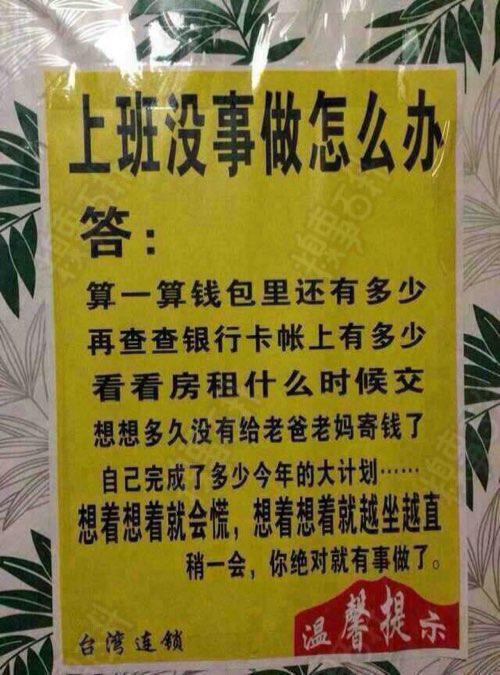 上班没事做怎么办
答：
算一算钱包里还有多少
再查查银行卡帐上有多少
看看房租什么时候交
想想多久没有给老爸老妈寄钱了
自己完成了多少今年的大计划……
想着想着就会慌，想着想着就越坐越直
稍一会，你绝对就有事做了。
台湾连锁
温馨提示